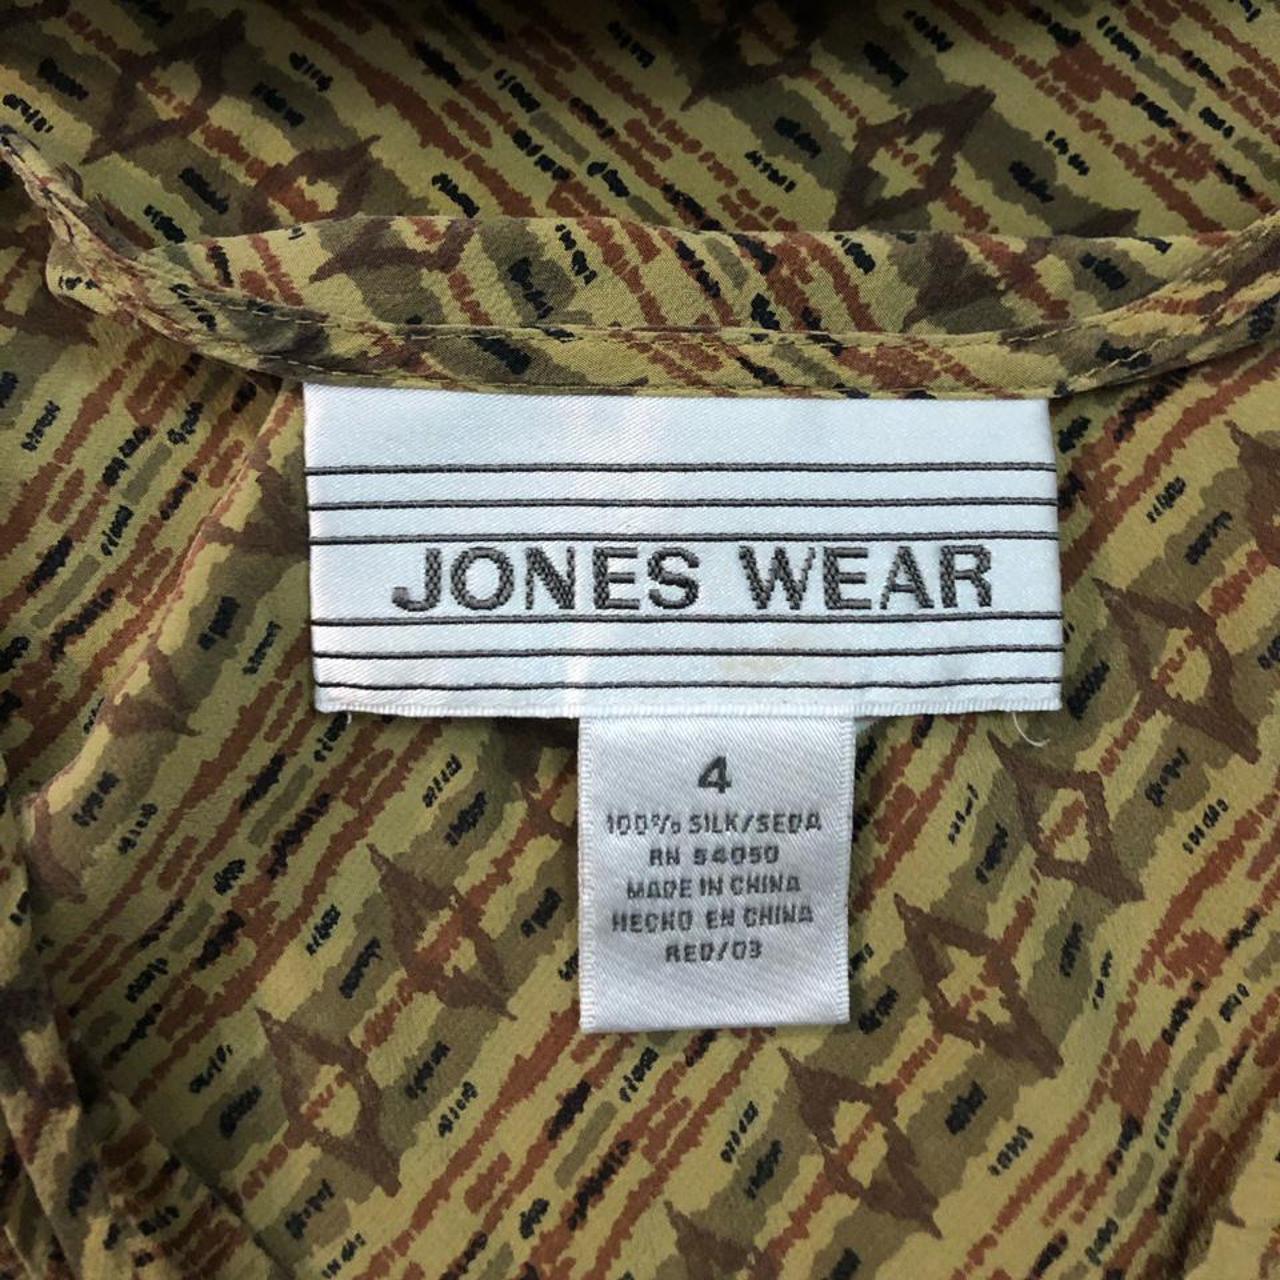 JONES WEAR
4
100% SILK/SEDA
RN 54050
MADE IN CHINA
HECHO EN CHINA
RED/03